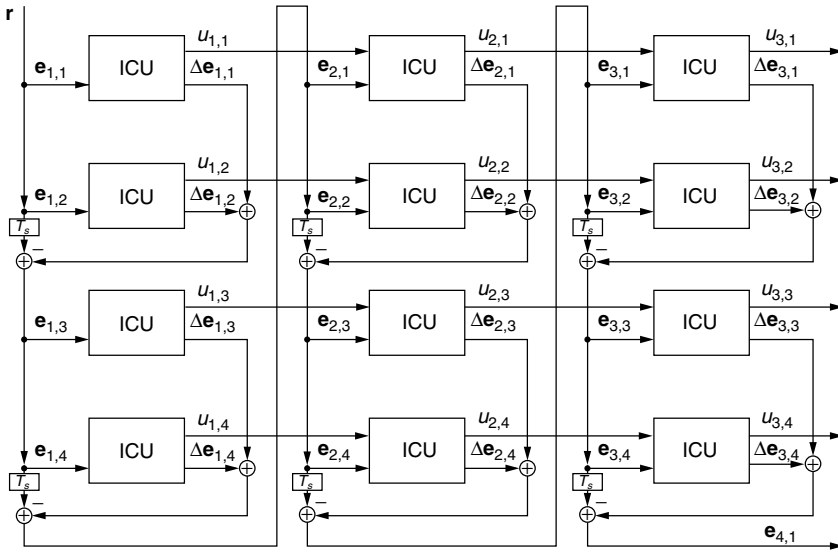 r
u1,1 u2,1 u3,1
e1,1 ICU Δe1,1 e2,1 ICU Δe2,1 e3,1 ICU Δe3,1
u1,2 u2,2 u3,2
e1,2 ICU Δe1,2 e2,2 ICU Δe2,2 e3,2 ICU Δe3,2
Ts Ts Ts
− − −
+ + + + + +
u1,3 u2,3 u3,3
e1,3 ICU Δe1,3 e2,3 ICU Δe2,3 e3,3 ICU Δe3,3
u1,4 u2,4 u3,4
e1,4 ICU Δe1,4 e2,4 ICU Δe2,4 e3,4 ICU Δe3,4
Ts Ts Ts
− − −
+ + + + + +
e4,1